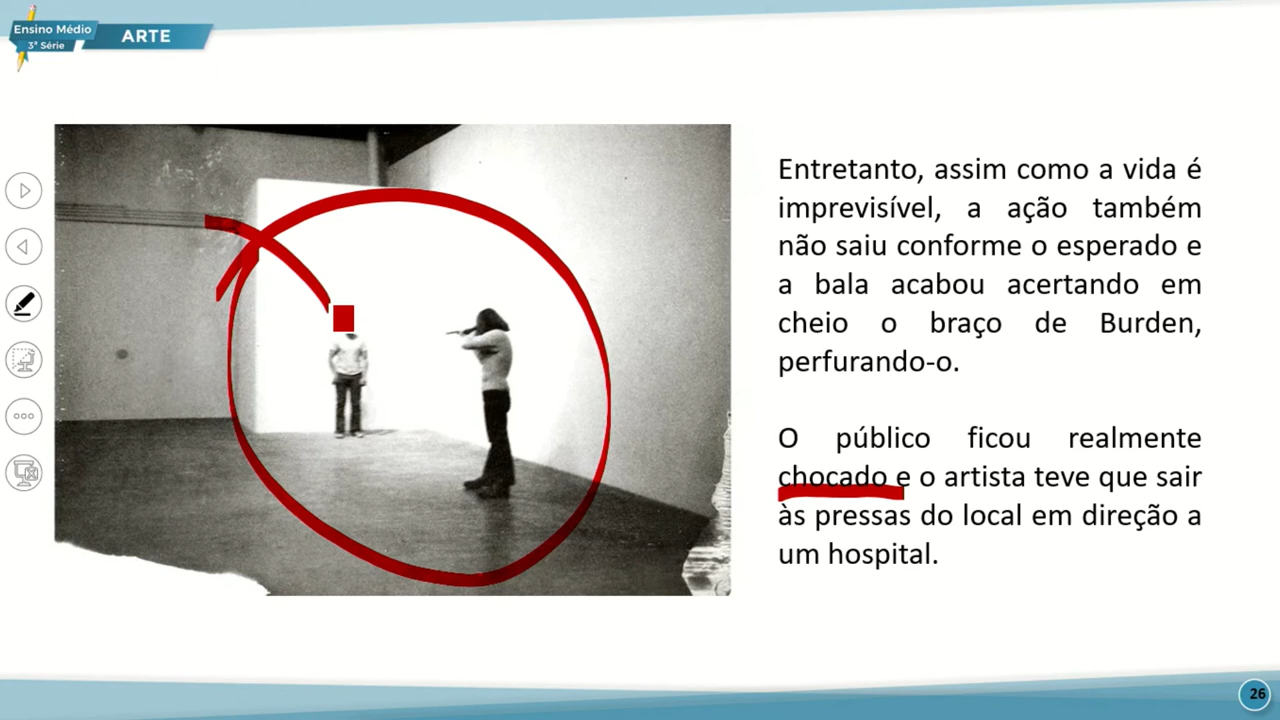 Ensino Médio
3ª Série
ARTE
Entretanto, assim como a vida é
imprevisível, a ação também
não saiu conforme o esperado e
a bala acabou acertando em
cheio o braço de Burden,
perfurando-o.
O público ficou realmente
chocado e o artista teve que sair
às pressas do local em direção a
um hospital.
26